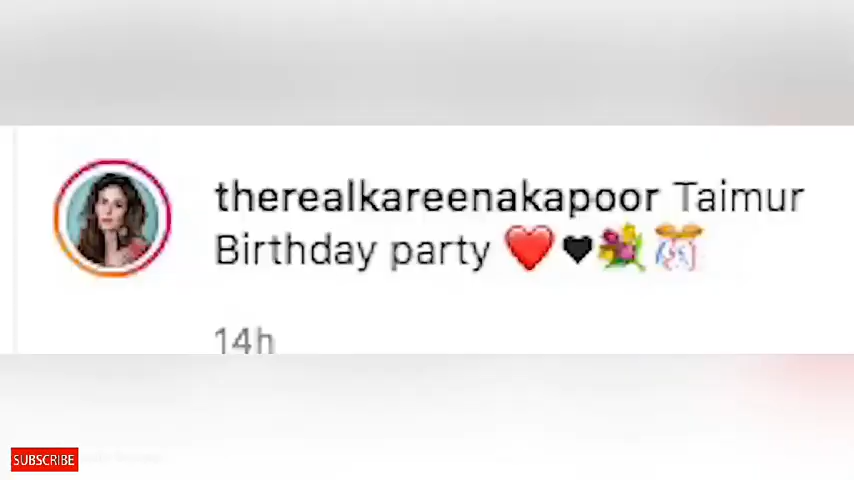 therealkareenakapoor Taimur
Birthday party ❤️🖤💐🎊
14h
SUBSCRIBE